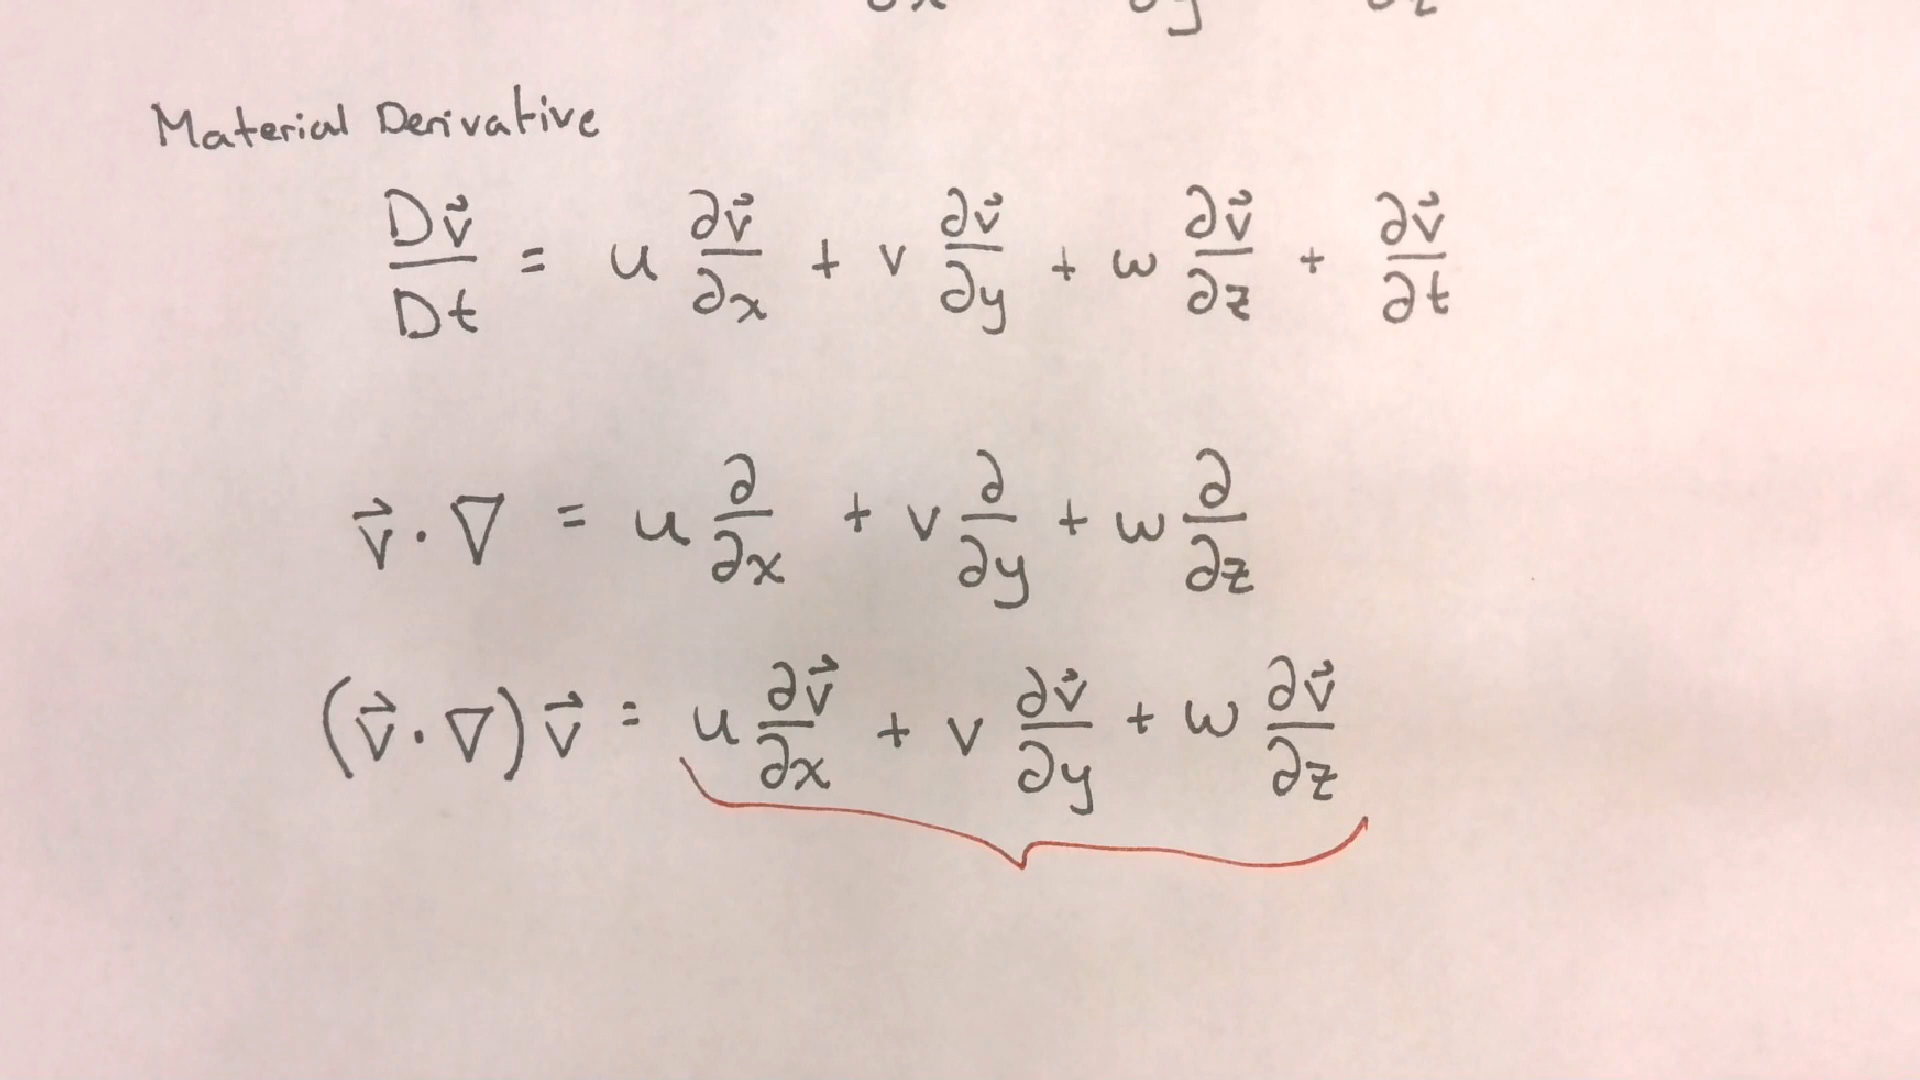 Material Derivative
Dv⃗/Dt = u ∂v⃗/∂x + v ∂v⃗/∂y + w ∂v⃗/∂z + ∂v⃗/∂t
v⃗ · ∇ = u ∂/∂x + v ∂/∂y + w ∂/∂z
(v⃗ · ∇) v⃗ = u ∂v⃗/∂x + v ∂v⃗/∂y + w ∂v⃗/∂z